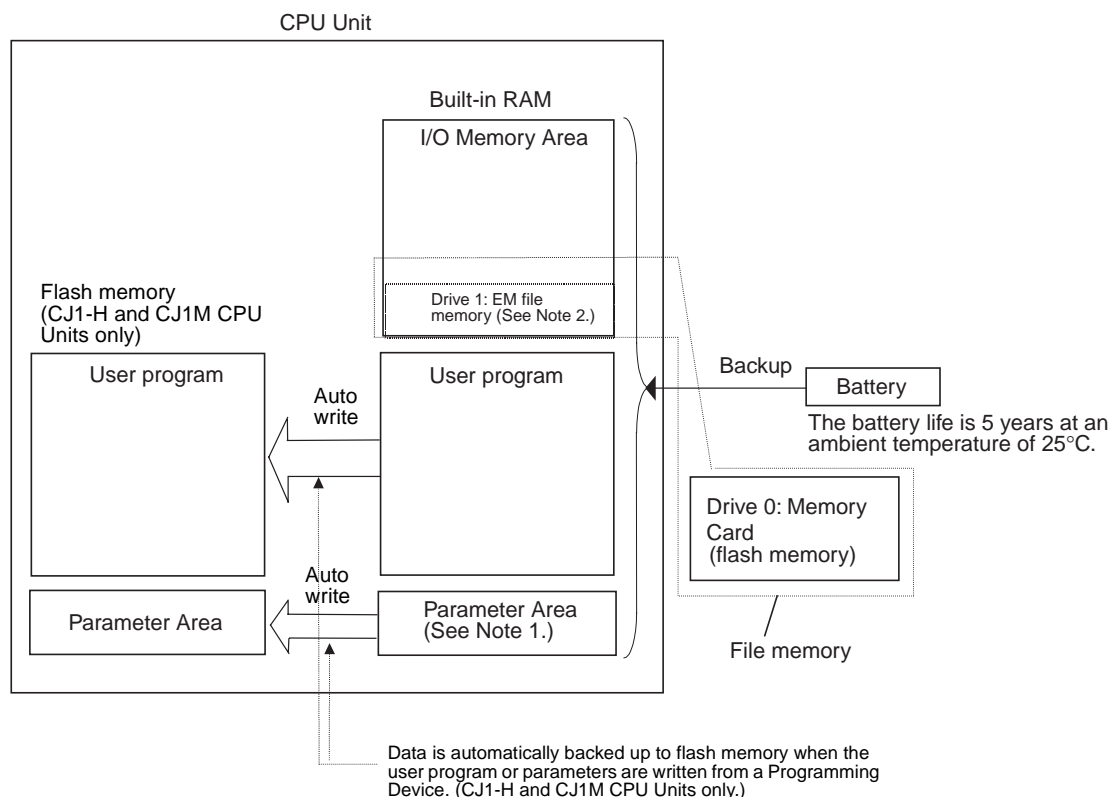 CPU Unit
Built-in RAM
I/O Memory Area
Drive 1: EM file
memory (See Note 2.)
Flash memory
(CJ1-H and CJ1M CPU
Units only)
User program
Auto
write
User program
Backup
Battery
The battery life is 5 years at an
ambient temperature of 25°C.
Drive 0: Memory
Card
(flash memory)
Auto
write
Parameter Area
Parameter Area
(See Note 1.)
File memory
Data is automatically backed up to flash memory when the
user program or parameters are written from a Programming
Device. (CJ1-H and CJ1M CPU Units only.)